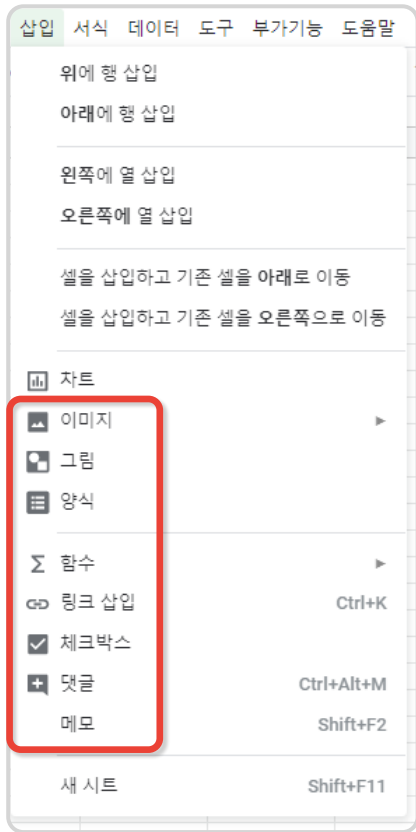 삽입 서식 데이터 도구 부가기능 도움말
위에 행 삽입
아래에 행 삽입
왼쪽에 열 삽입
오른쪽에 열 삽입
셀을 삽입하고 기존 셀을 아래로 이동
셀을 삽입하고 기존 셀을 오른쪽으로 이동
차트
이미지
그림
양식
함수
링크 삽입 Ctrl+K
체크박스
댓글 Ctrl+Alt+M
메모 Shift+F2
새 시트 Shift+F11